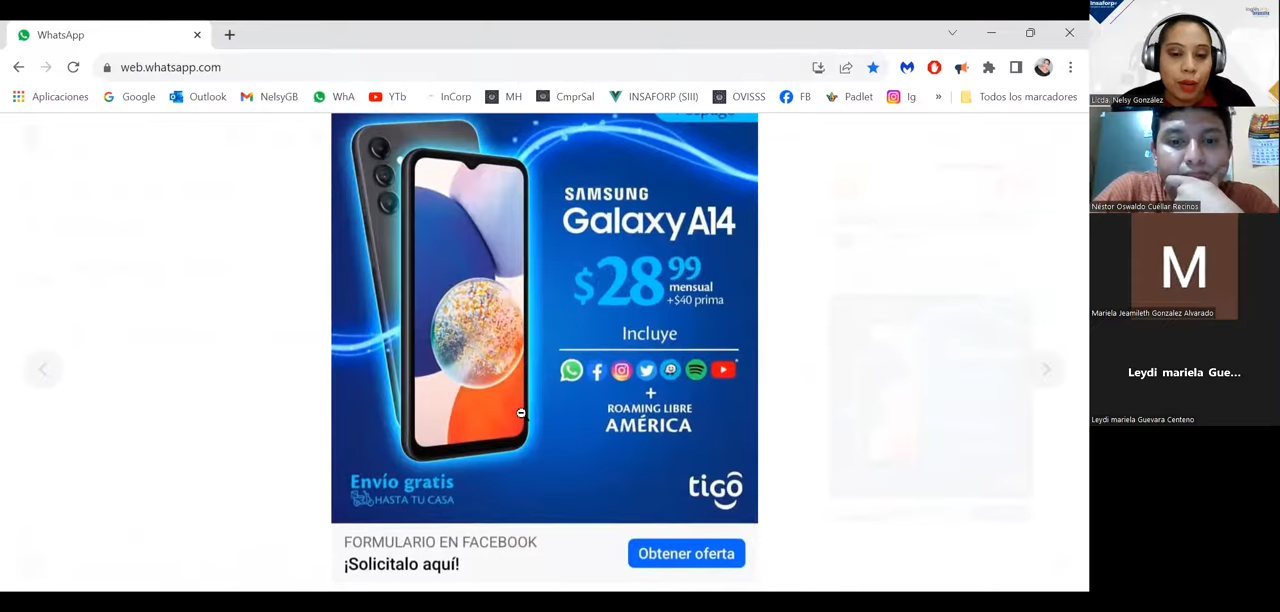 WhatsApp
web.whatsapp.com
Aplicaciones
Google
Outlook
NelsyGB
WhA
YTb
InCorp
MH
CmprSal
INSAFORP (SIII)
OVISSS
FB
Padlet
Ig
»
Todos los marcadores
SAMSUNG
Galaxy A14
$28 99
mensual
+$40 prima
Incluye
+
ROAMING LIBRE
AMÉRICA
Envío gratis
HASTA TU CASA
tigo
FORMULARIO EN FACEBOOK
¡Solicitalo aquí!
Obtener oferta
Insaforp
Licda. Nelsy González
Néstor Oswaldo Cuéllar Recinos
M
Mariela Jeamileth Gonzalez Alvarado
Leydi mariela Gue...
Leydi mariela Guevara Centeno